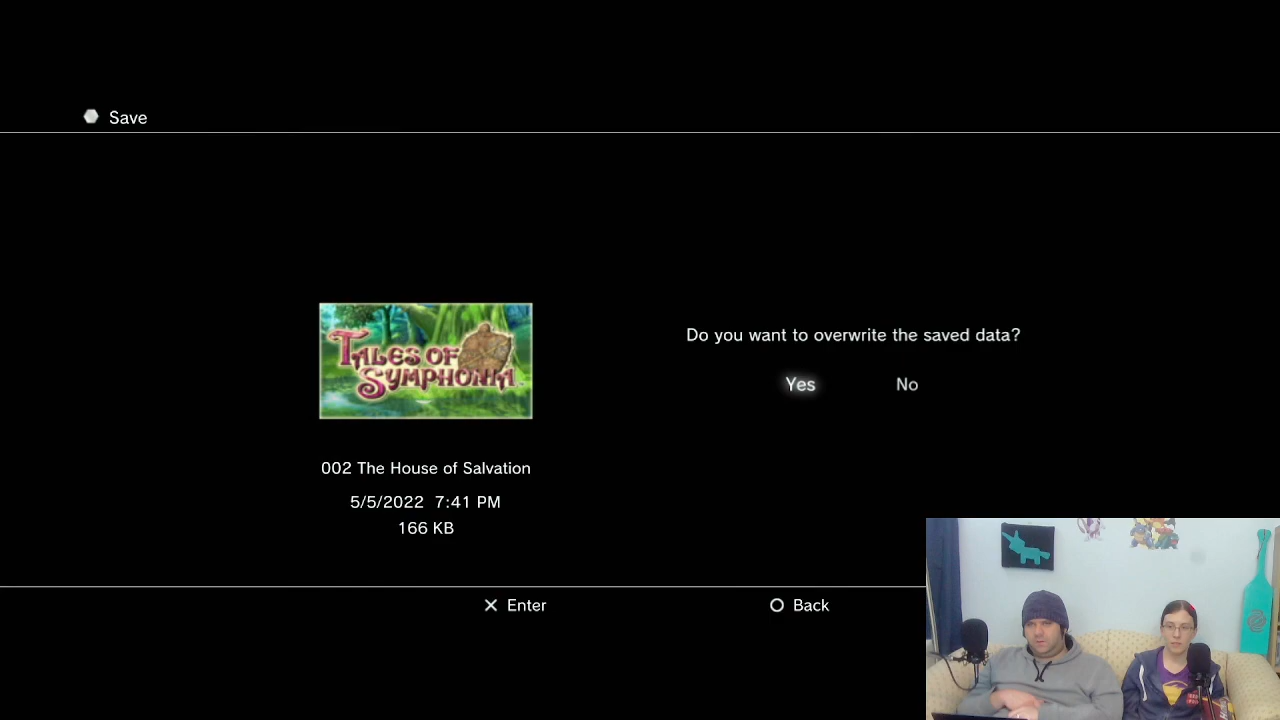 Save
TALES OF
SYMPHONIA
Do you want to overwrite the saved data?
Yes No
002 The House of Salvation
5/5/2022 7:41 PM
166 KB
Enter
Back